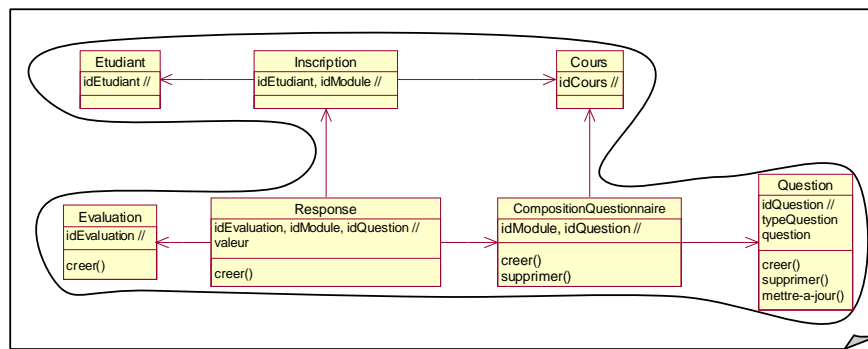 Etudiant
idEtudiant //
Inscription
idEtudiant, idModule //
Cours
idCours //
Evaluation
idEvaluation //
creer()
Response
idEvaluation, idModule, idQuestion //
valeur
creer()
CompositionQuestionnaire
idModule, idQuestion //
creer()
supprimer()
Question
idQuestion //
typeQuestion
question
creer()
supprimer()
mettre-a-jour()